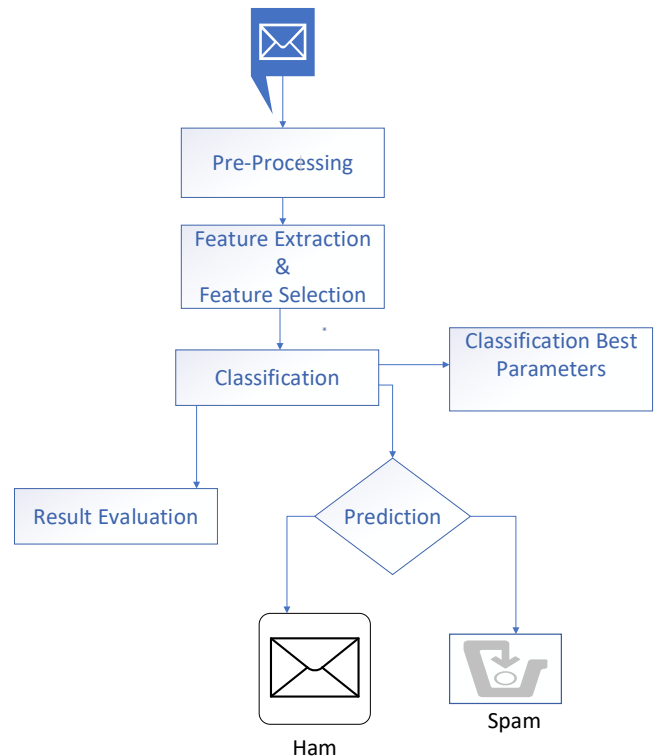 Pre-Processing
Feature Extraction
&
Feature Selection
Classification
Classification Best
Parameters
Result Evaluation
Prediction
Ham
Spam